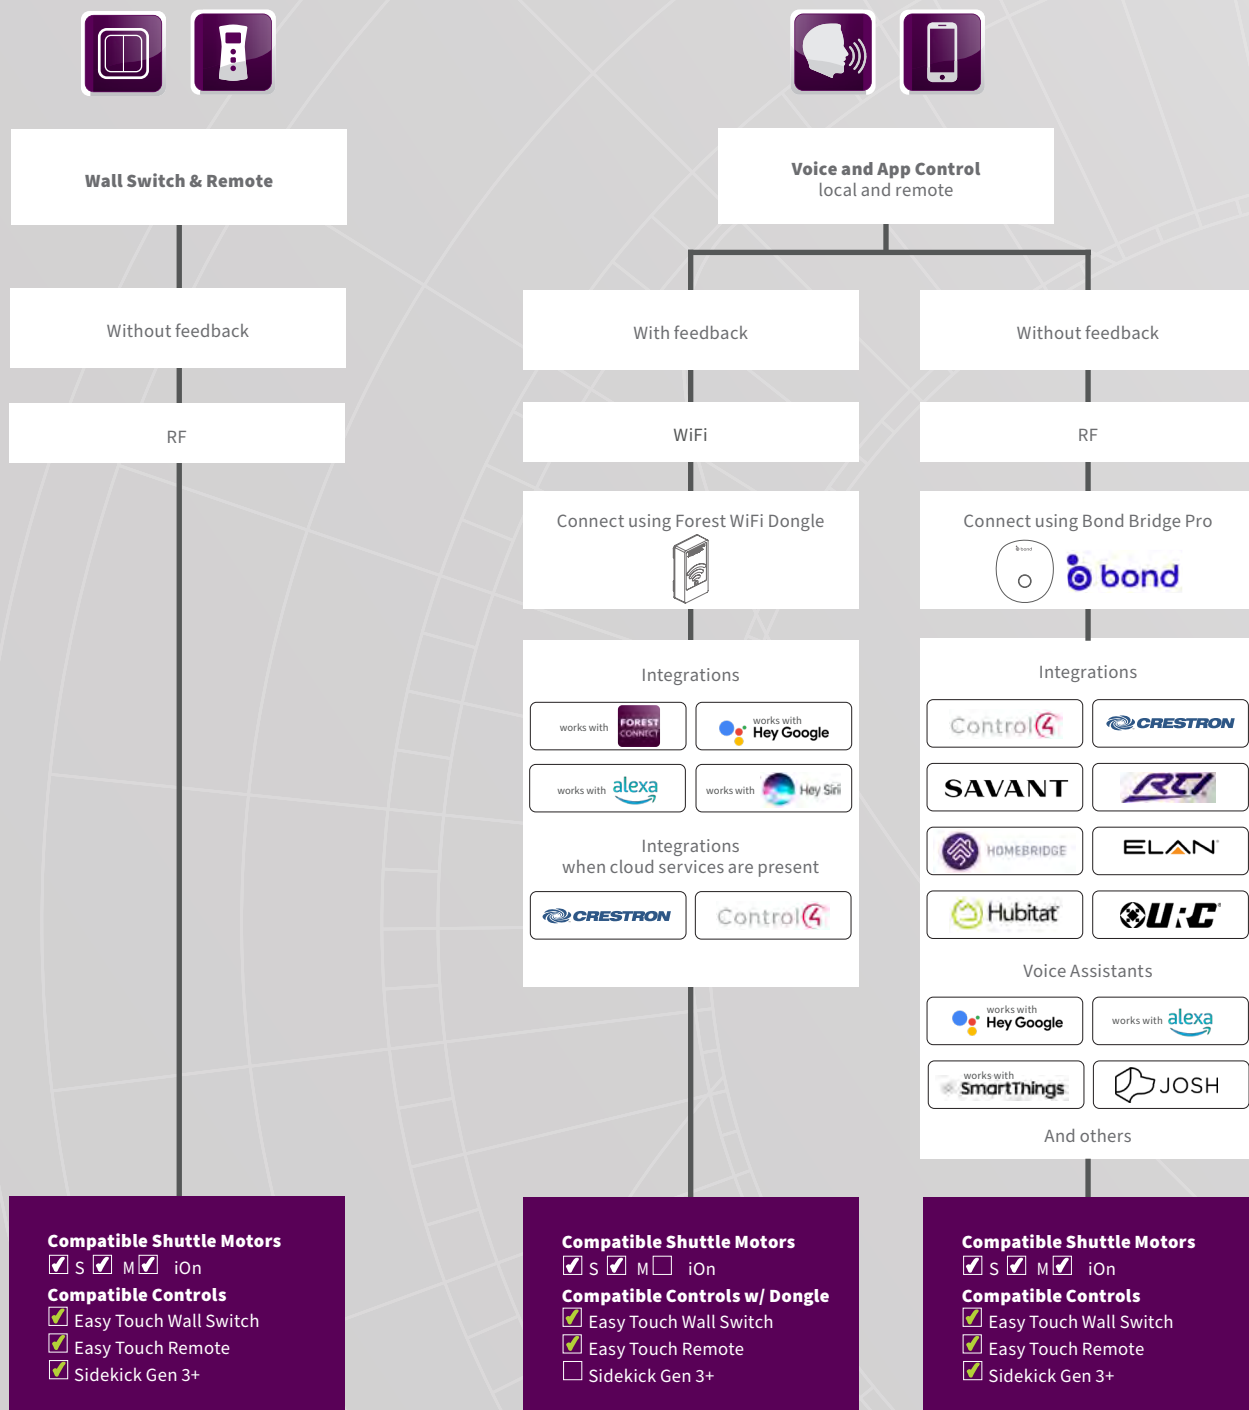 Wall Switch & Remote
Without feedback
RF
Compatible Shuttle Motors
S M iOn
Compatible Controls
Easy Touch Wall Switch
Easy Touch Remote
Sidekick Gen 3+
Voice and App Control
local and remote
With feedback
WiFi
Connect using Forest WiFi Dongle
Integrations
works with FOREST CONNECT
works with Hey Google
works with alexa
works with Hey Siri
Integrations
when cloud services are present
CRESTRON
Control4
Compatible Shuttle Motors
S M iOn
Compatible Controls w/ Dongle
Easy Touch Wall Switch
Easy Touch Remote
Sidekick Gen 3+
Without feedback
RF
Connect using Bond Bridge Pro
bond
bond
Integrations
Control4
CRESTRON
SAVANT
RTI
HOMEBRIDGE
ELAN
Hubitat
URC
Voice Assistants
works with Hey Google
works with alexa
works with SmartThings
JOSH
And others
Compatible Shuttle Motors
S M iOn
Compatible Controls
Easy Touch Wall Switch
Easy Touch Remote
Sidekick Gen 3+